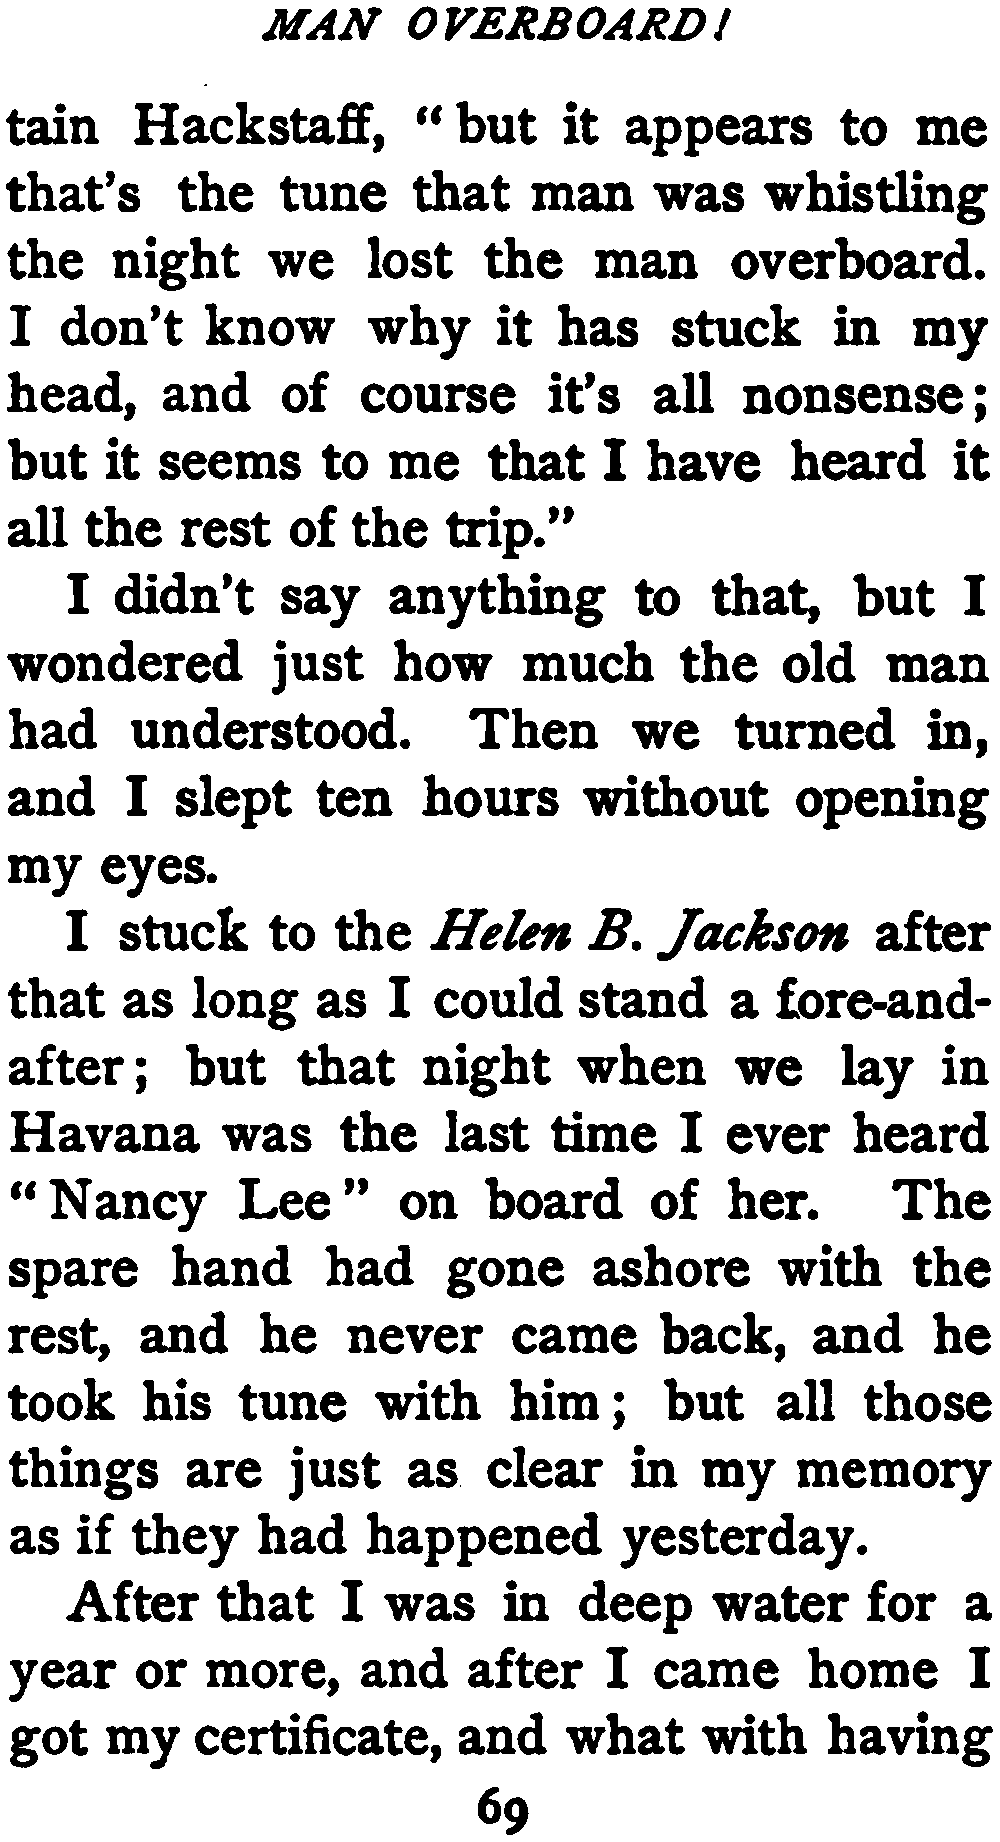 MAN OVERBOARD!
tain Hackstaff, “but it appears to me
that’s the tune that man was whistling
the night we lost the man overboard.
I don’t know why it has stuck in my
head, and of course it’s all nonsense;
but it seems to me that I have heard it
all the rest of the trip.”
I didn’t say anything to that, but I
wondered just how much the old man
had understood. Then we turned in,
and I slept ten hours without opening
my eyes.
I stuck to the Helen B. Jackson after
that as long as I could stand a fore-and-
after; but that night when we lay in
Havana was the last time I ever heard
“Nancy Lee” on board of her. The
spare hand had gone ashore with the
rest, and he never came back, and he
took his tune with him; but all those
things are just as clear in my memory
as if they had happened yesterday.
After that I was in deep water for a
year or more, and after I came home I
got my certificate, and what with having
69